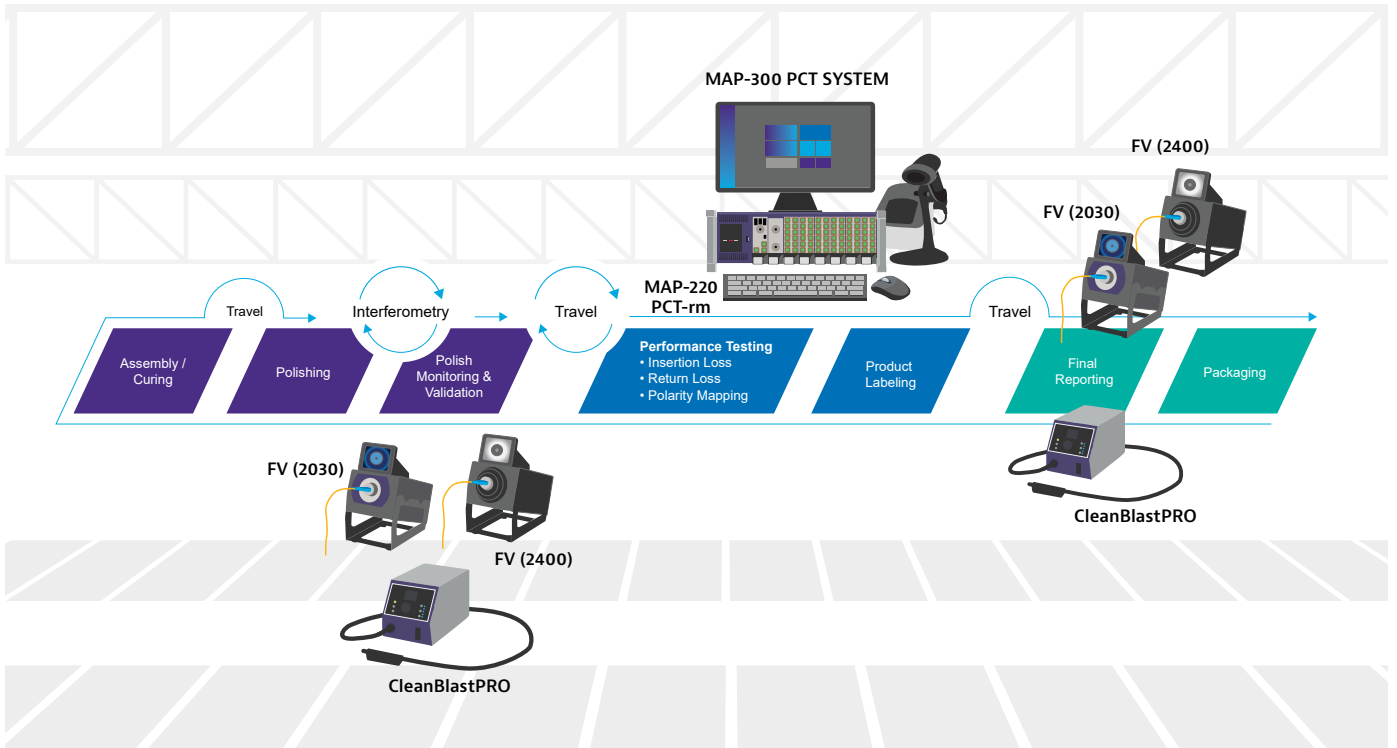 MAP-300 PCT SYSTEM
FV (2400)
FV (2030)
MAP-220
PCT-rm
Travel
Interferometry
Travel
Travel
Assembly /
Curing
Polishing
Polish
Monitoring &
Validation
Performance Testing
• Insertion Loss
• Return Loss
• Polarity Mapping
Product
Labeling
Final
Reporting
Packaging
FV (2030)
FV (2400)
CleanBlastPRO
CleanBlastPRO